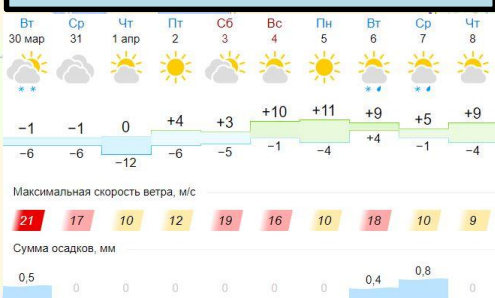 Вт Ср Чт Пт Сб Вс Пн Вт Ср Чт
30 мар 31 1 апр 2 3 4 5 6 7 8
−1 −1 0 +4 +3 +10 +11 +9 +5 +9
−6 −6 −12 −6 −5 −1 −4 +4 −1 −4
Максимальная скорость ветра, м/с
21 17 10 12 19 16 10 18 10 9
Сумма осадков, мм
0,5 0 0 0 0 0 0 0,4 0,8 0